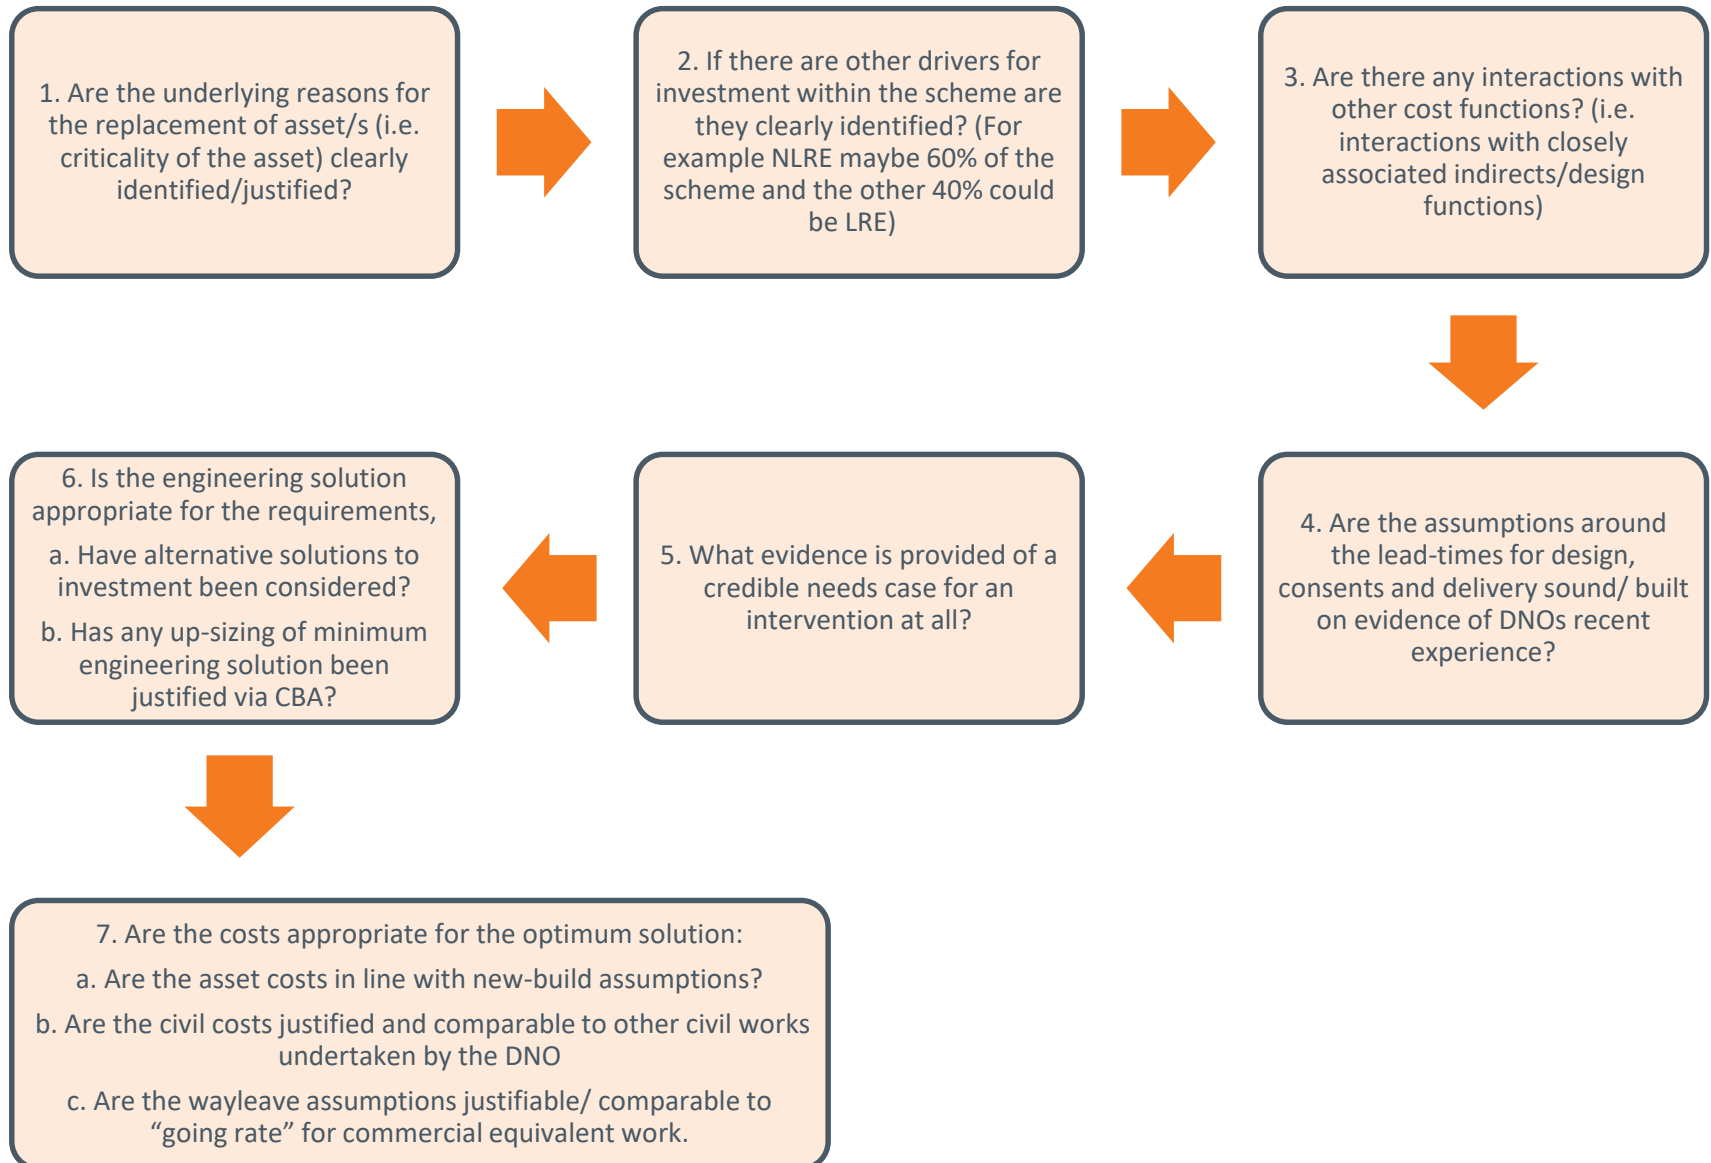 1. Are the underlying reasons for
the replacement of asset/s (i.e.
criticality of the asset) clearly
identified/justified?
2. If there are other drivers for
investment within the scheme are
they clearly identified? (For
example NLRE maybe 60% of the
scheme and the other 40% could
be LRE)
3. Are there any interactions with
other cost functions? (i.e.
interactions with closely
associated indirects/design
functions)
4. Are the assumptions around
the lead-times for design,
consents and delivery sound/ built
on evidence of DNOs recent
experience?
5. What evidence is provided of a
credible needs case for an
intervention at all?
6. Is the engineering solution
appropriate for the requirements,
a. Have alternative solutions to
investment been considered?
b. Has any up-sizing of minimum
engineering solution been
justified via CBA?
7. Are the costs appropriate for the optimum solution:
a. Are the asset costs in line with new-build assumptions?
b. Are the civil costs justified and comparable to other civil works
undertaken by the DNO
c. Are the wayleave assumptions justifiable/ comparable to
“going rate” for commercial equivalent work.